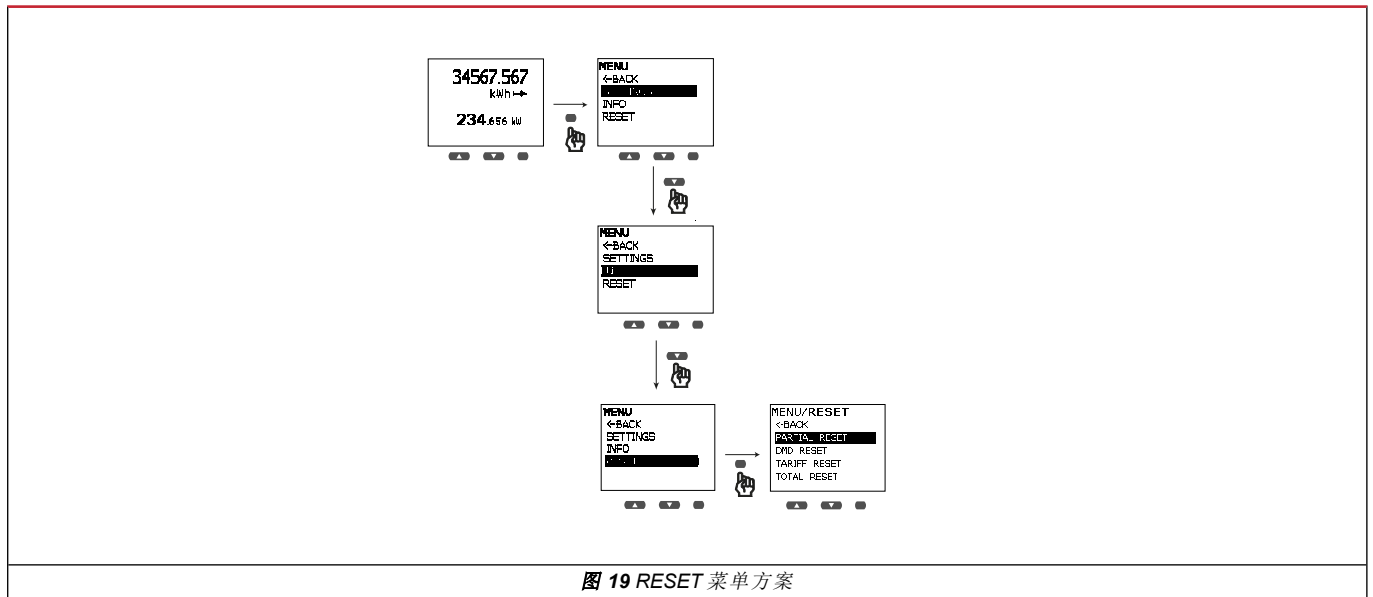 34567.567
kWh
234.656 kW
MENU
←BACK
INFO
RESET
MENU
←BACK
SETTINGS
RESET
MENU
←BACK
SETTINGS
INFO
MENU/RESET
<-BACK
PARTIAL RESET
DMD RESET
TARIFF RESET
TOTAL RESET
图 19 RESET 菜单方案